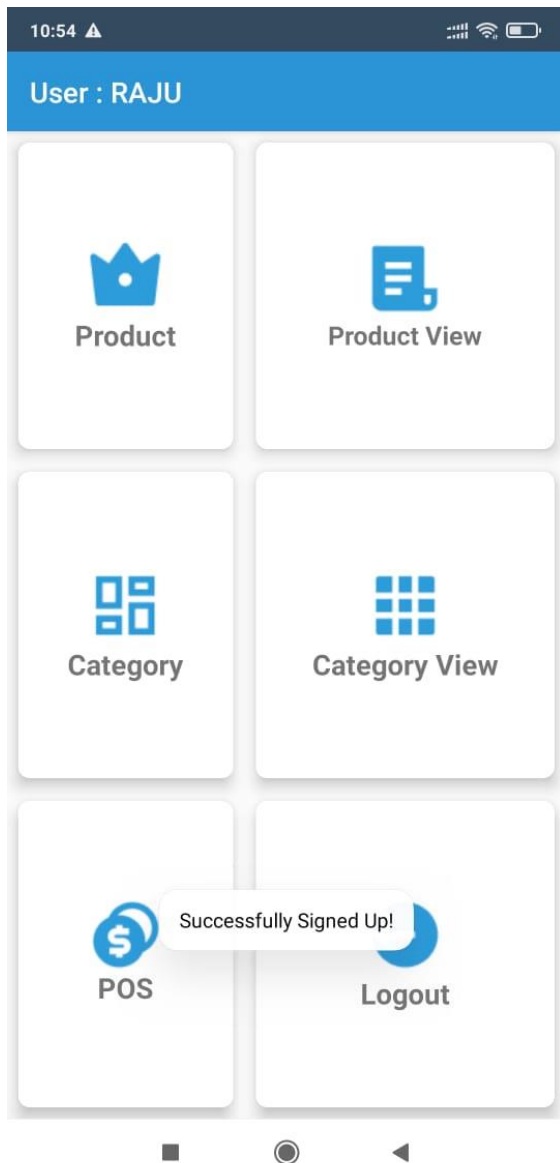 10:54
User : RAJU
Product
Product View
Category
Category View
Successfully Signed Up!
POS
Logout